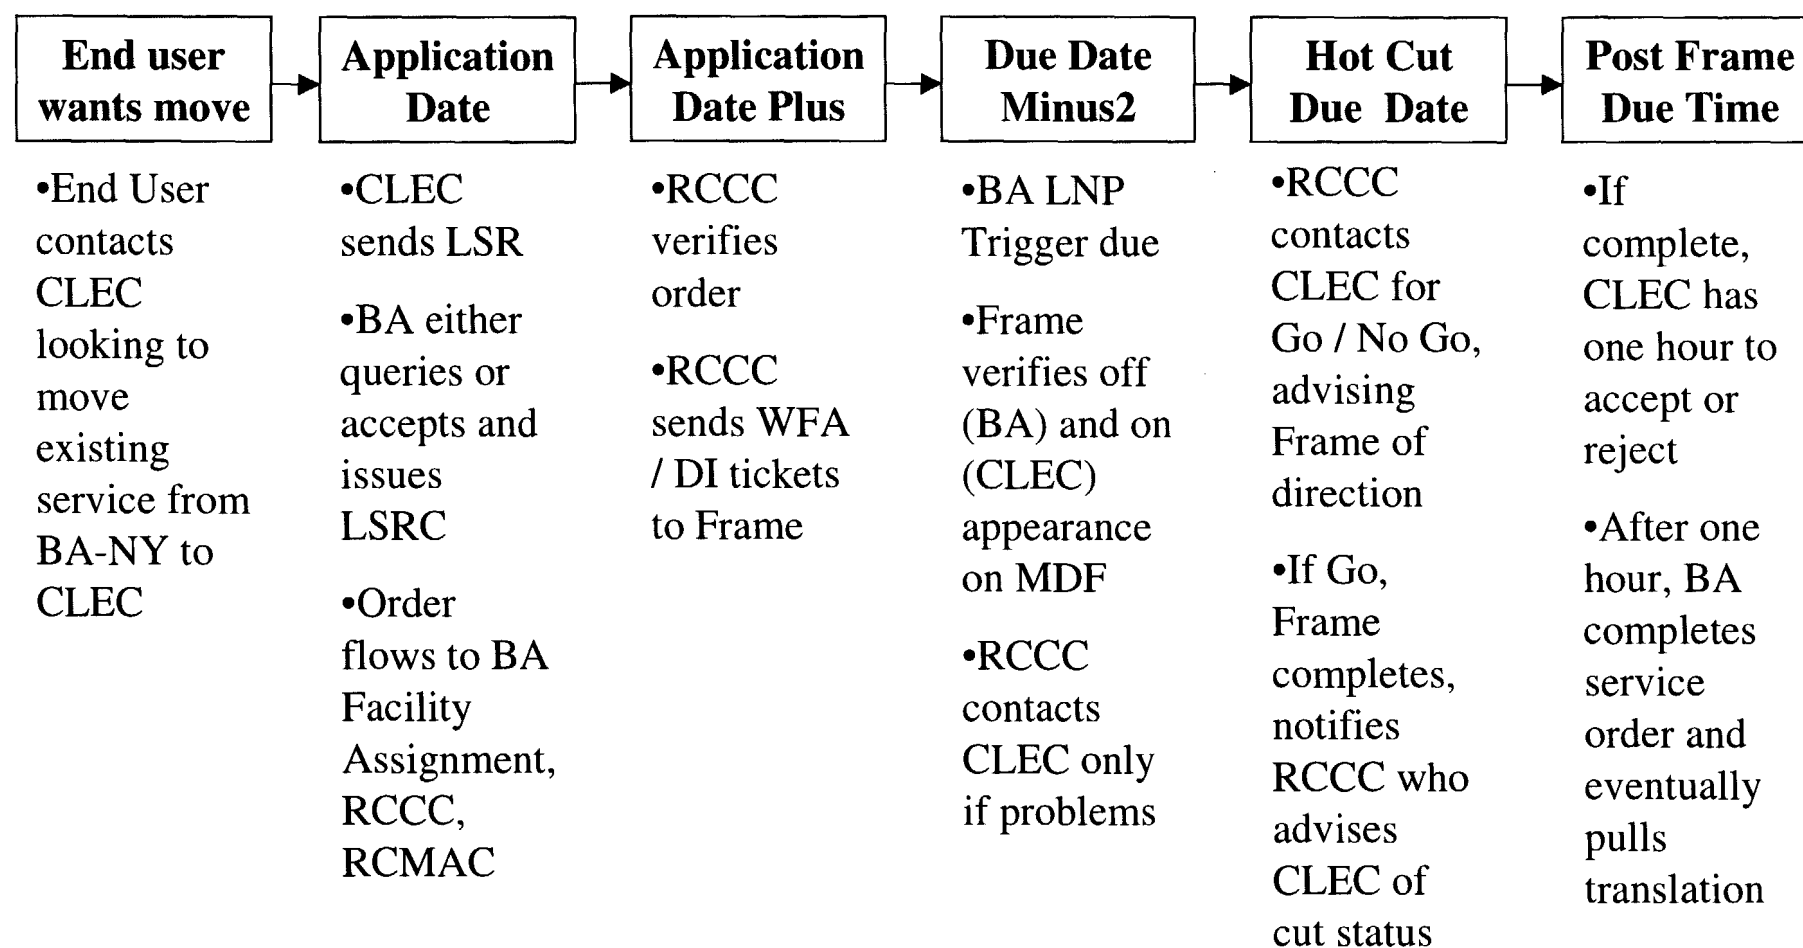 End user
wants move
Application
Date
Application
Date Plus
Due Date
Minus2
Hot Cut
Due Date
Post Frame
Due Time
•End User
contacts
CLEC
looking to
move
existing
service from
BA-NY to
CLEC
•CLEC
sends LSR
•BA either
queries or
accepts and
issues
LSRC
•Order
flows to BA
Facility
Assignment,
RCCC,
RCMAC
•RCCC
verifies
order
•RCCC
sends WFA
/ DI tickets
to Frame
•BA LNP
Trigger due
•Frame
verifies off
(BA) and on
(CLEC)
appearance
on MDF
•RCCC
contacts
CLEC only
if problems
•RCCC
contacts
CLEC for
Go / No Go,
advising
Frame of
direction
•If Go,
Frame
completes,
notifies
RCCC who
advises
CLEC of
cut status
•If
complete,
CLEC has
one hour to
accept or
reject
•After one
hour, BA
completes
service
order and
eventually
pulls
translation